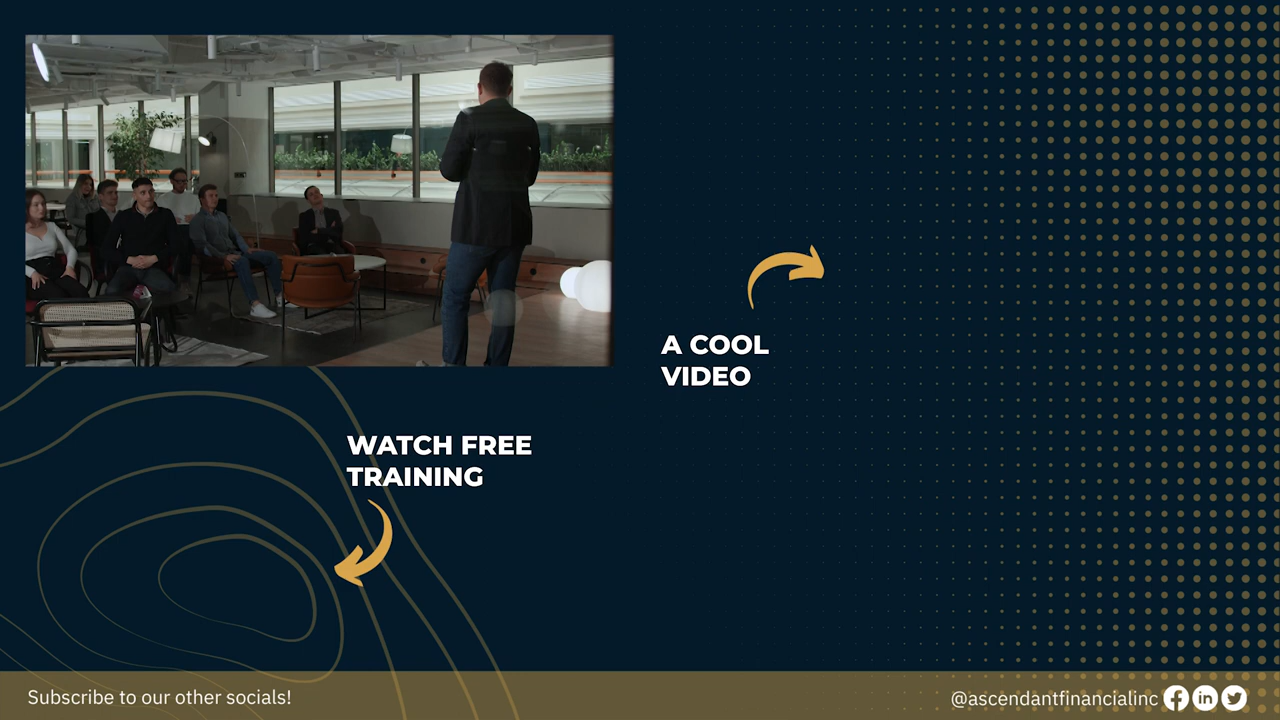 A COOL
VIDEO
WATCH FREE
TRAINING
Subscribe to our other socials!
@ascendantfinancialinc